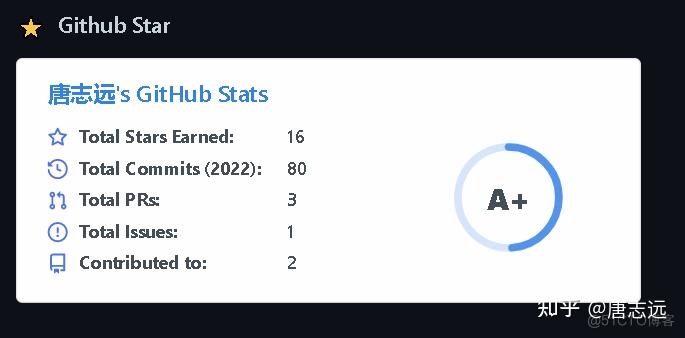 Github Star
唐志远's GitHub Stats
Total Stars Earned: 16
Total Commits (2022): 80
Total PRs: 3
Total Issues: 1
Contributed to: 2
A+
知乎 @唐志远
@51CTO博客